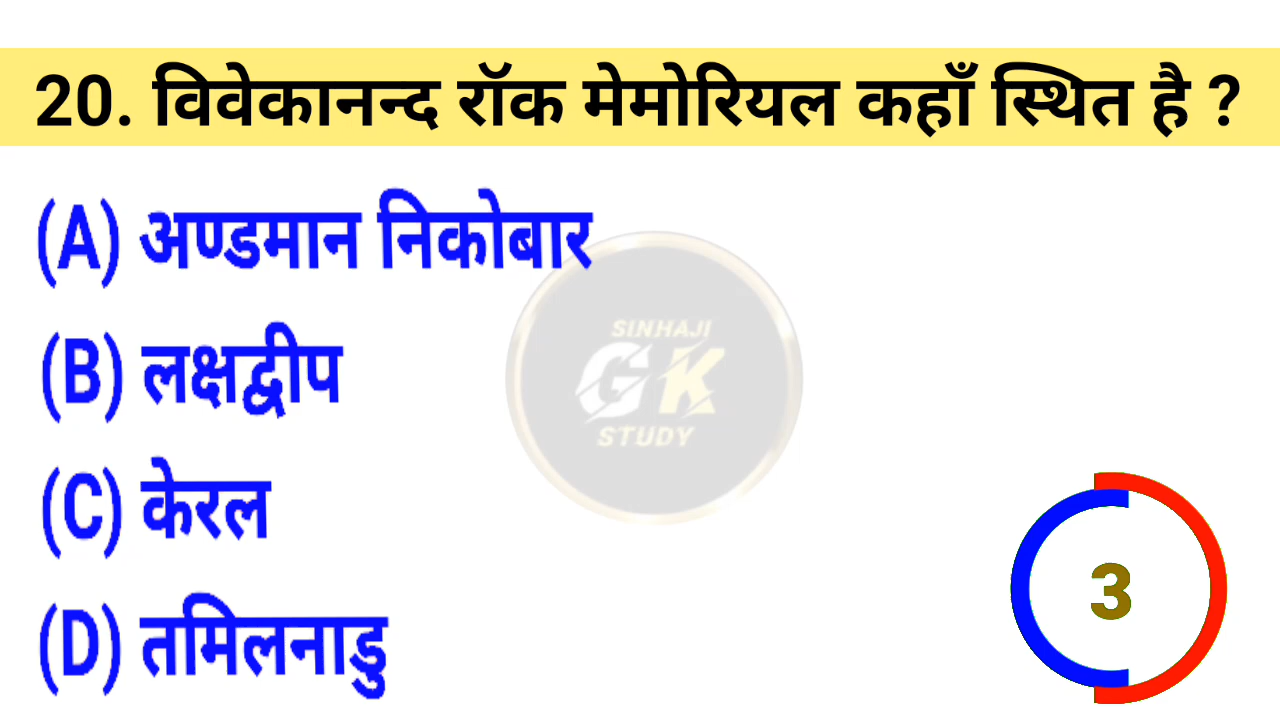 20. विवेकानन्द रॉक मेमोरियल कहाँ स्थित है ?
(A) अण्डमान निकोबार
(B) लक्षद्वीप
(C) केरल
(D) तमिलनाडु
SINHAJI
GK
STUDY
3